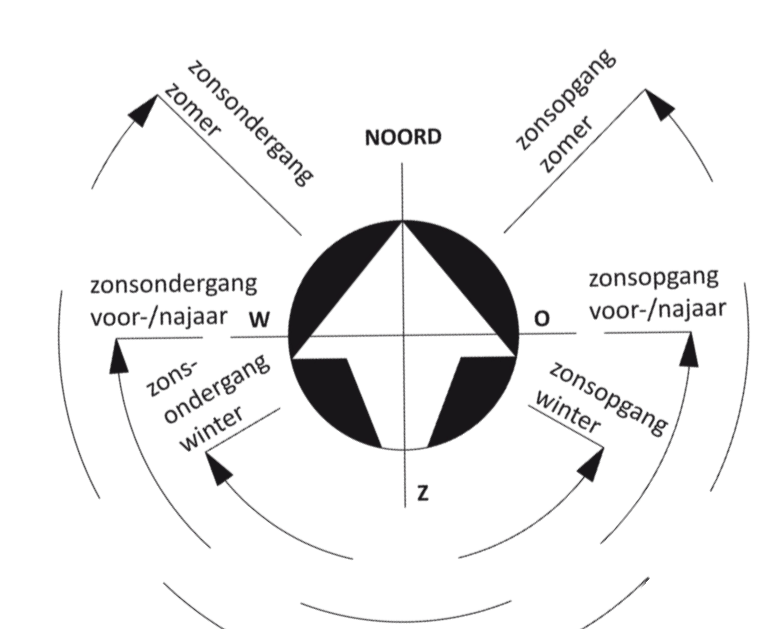 zonsondergang
zomer
NOORD
zonsopgang
zomer
zonsondergang
voor-/najaar
W
O
zonsopgang
voor-/najaar
zons-
ondergang
winter
zonsopgang
winter
Z